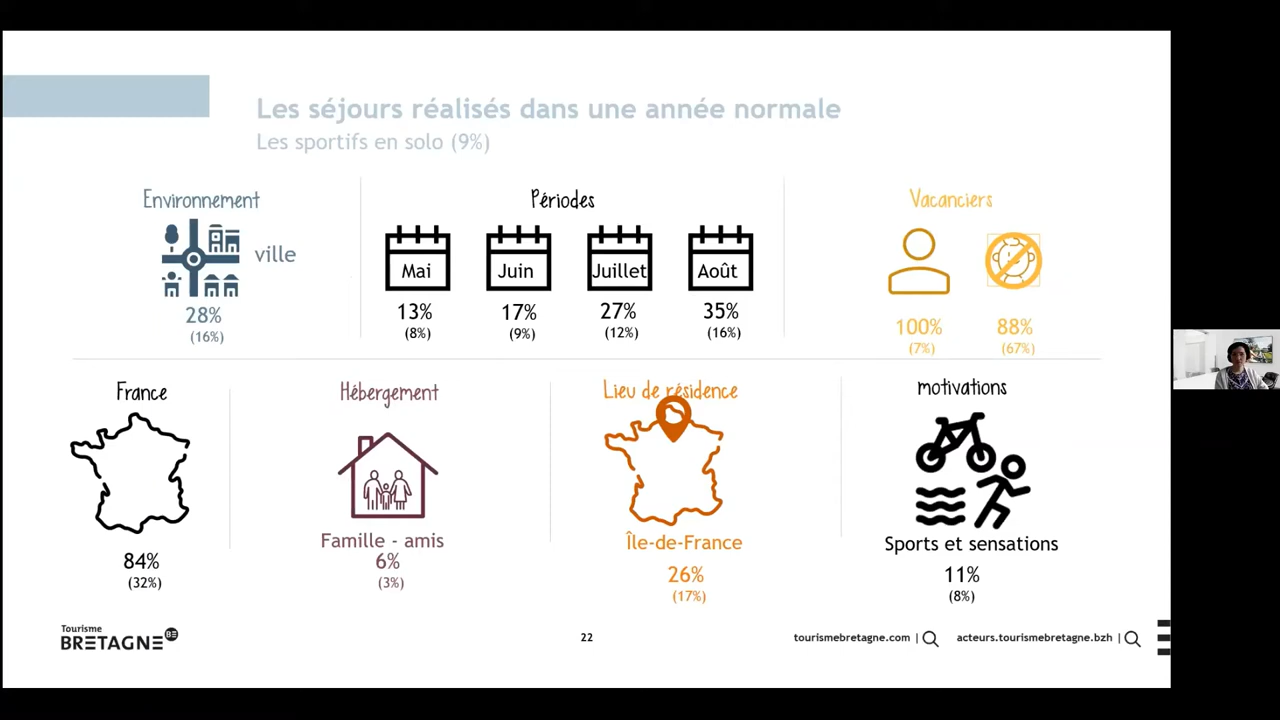 Les séjours réalisés dans une année normale
Les sportifs en solo (9%)
Environnement
ville
28%
(16%)
Périodes
Mai
Juin
Juillet
Août
13%
17%
27%
35%
(8%)
(9%)
(12%)
(16%)
Vacanciers
100%
88%
(7%)
(67%)
France
84%
(32%)
Hébergement
Famille - amis
6%
(3%)
Lieu de résidence
Île-de-France
26%
(17%)
motivations
Sports et sensations
11%
(8%)
Tourisme
BRETAGNE
22
tourismebretagne.com |
acteurs.tourismebretagne.bzh |